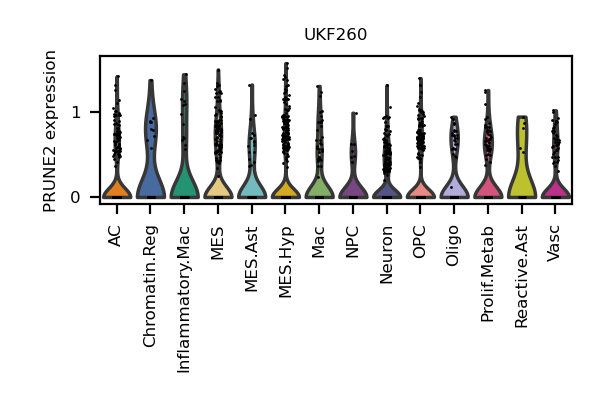 UKF260
PRUNE2 expression
1
0
AC
Chromatin.Reg
Inflammatory.Mac
MES
MES.Ast
MES.Hyp
Mac
NPC
Neuron
OPC
Oligo
Prolif.Metab
Reactive.Ast
Vasc